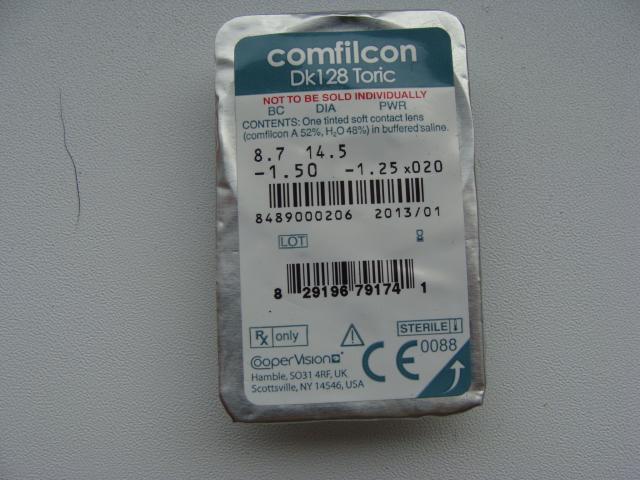 comfilcon
Dk128 Toric
NOT TO BE SOLD INDIVIDUALLY
BC DIA PWR
CONTENTS: One tinted soft contact lens
(comfilcon A 52%, H₂O 48%) in buffered saline.
8.7 14.5
-1.50 -1.25 x020
8489000206 2013/01
LOT
8 29196 79174 1
Rx only
STERILE
CooperVision
CE 0088
Hamble, SO31 4RF, UK
Scottsville, NY 14546, USA